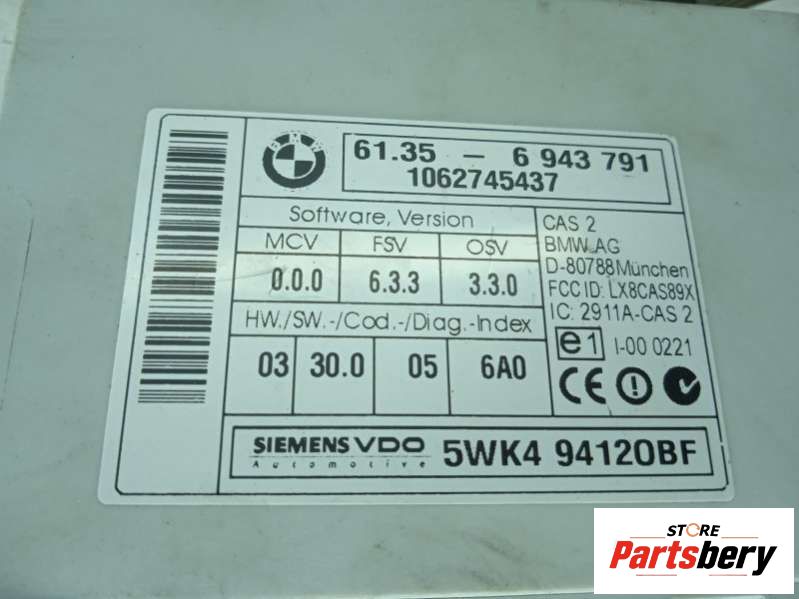 BMW
61.35 - 6 943 791
1062745437
Software, Version
MCV FSV OSV
0.0.0 6.3.3 3.3.0
HW./SW.-/Cod.-/Diag.-Index
03 30.0 05 6A0
CAS 2
BMW AG
D-80788 München
FCC ID: LX8CAS89X
IC: 2911A-CAS 2
e1 I-00 0221
CE
SIEMENS VDO
Automotive
5WK4 94120BF
STORE
Partsbery